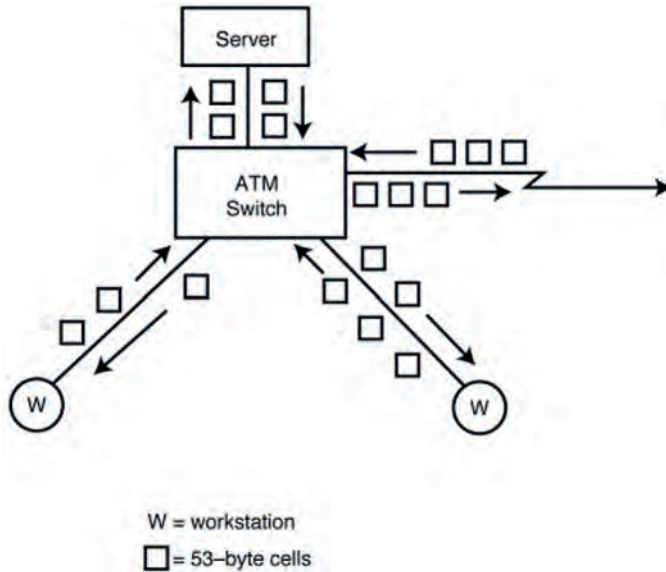 Server
ATM
Switch
W
W
W = workstation
= 53–byte cells